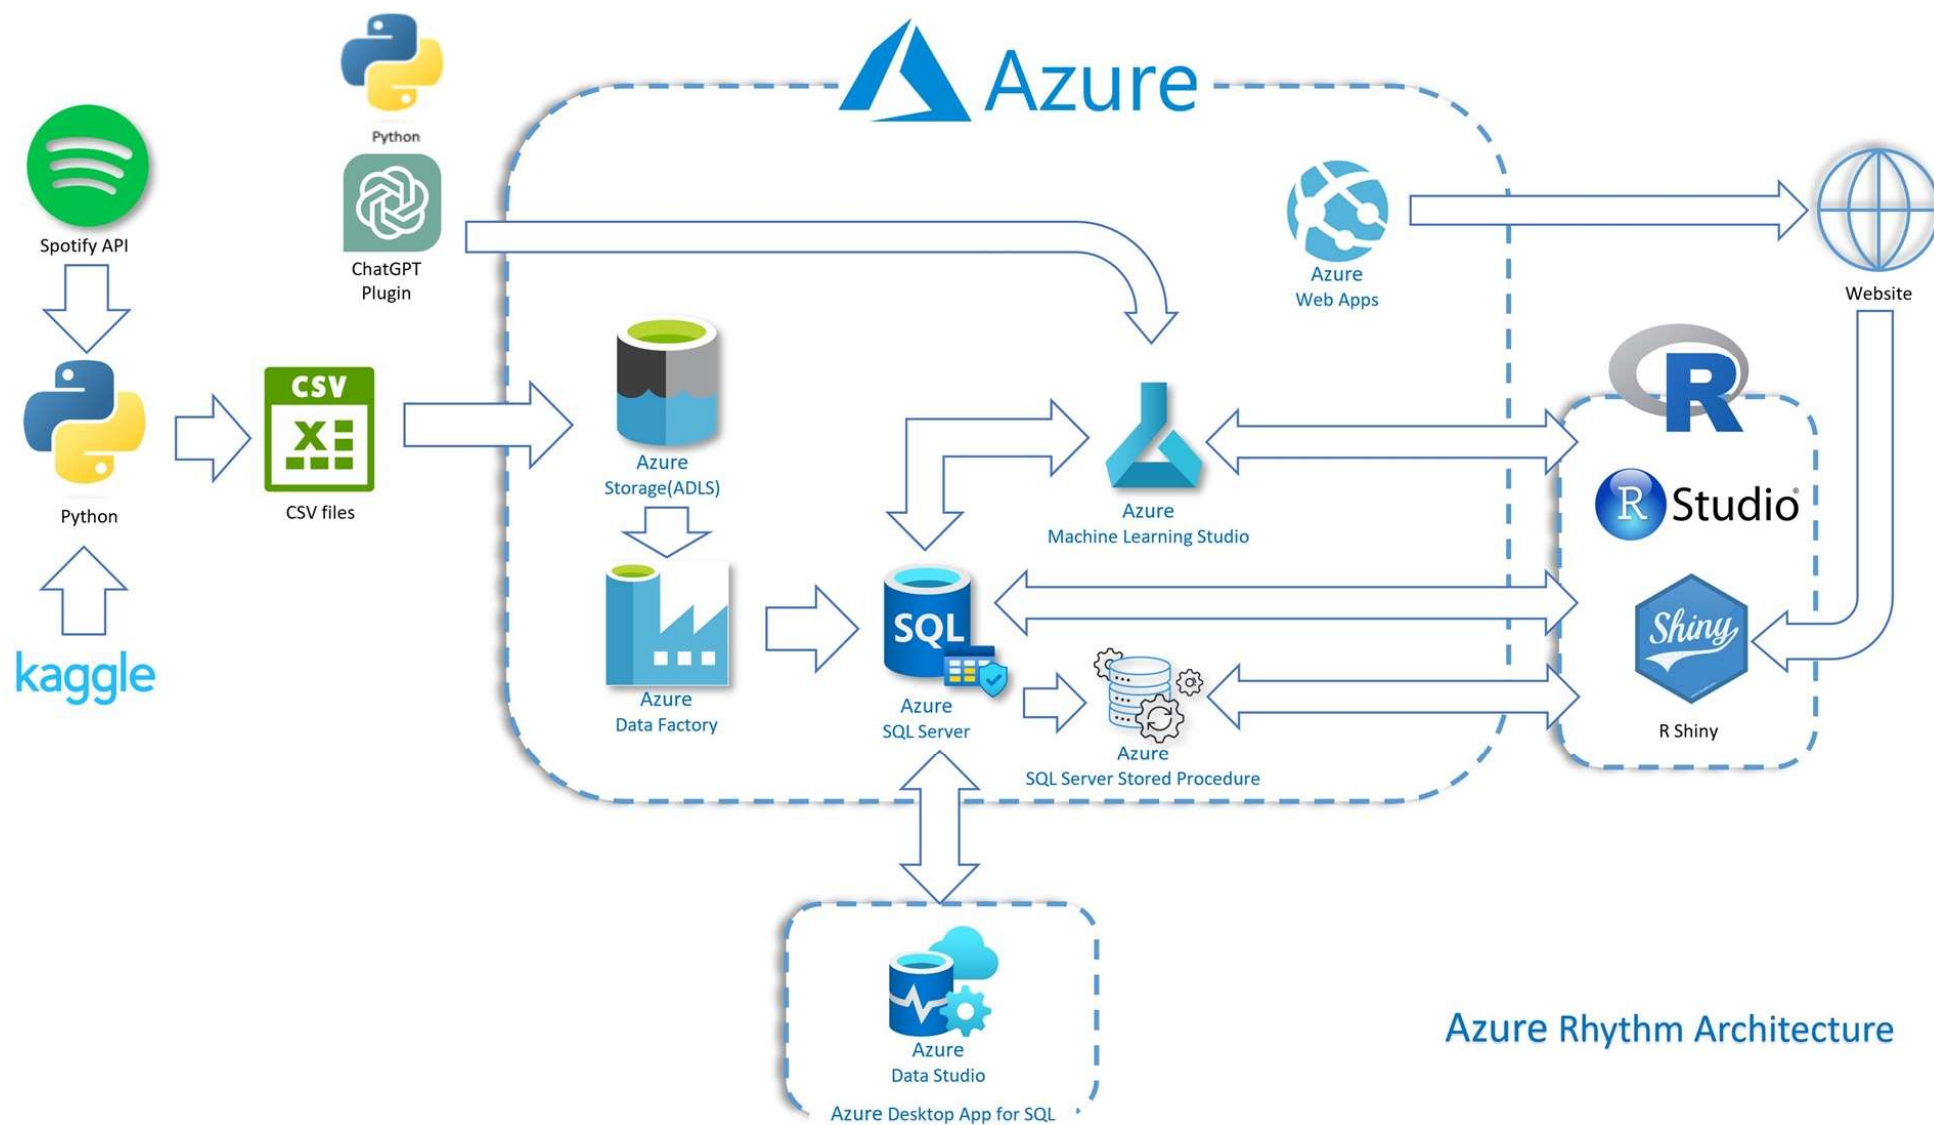 Azure
Python
Spotify API
ChatGPT
Plugin
Azure
Web Apps
Website
CSV
X
Python
CSV files
Azure
Storage(ADLS)
Azure
Machine Learning Studio
R
R Studio
kaggle
Azure
Data Factory
SQL
Azure
SQL Server
Azure
SQL Server Stored Procedure
Shiny
R Shiny
Azure
Data Studio
Azure Desktop App for SQL
Azure Rhythm Architecture